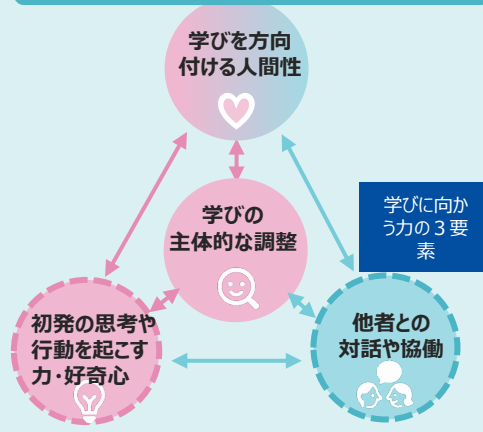 学びを方向
付ける人間性
学びの
主体的な調整
学びに向か
う力の３要
素
初発の思考や
行動を起こす
力・好奇心
他者との
対話や協働